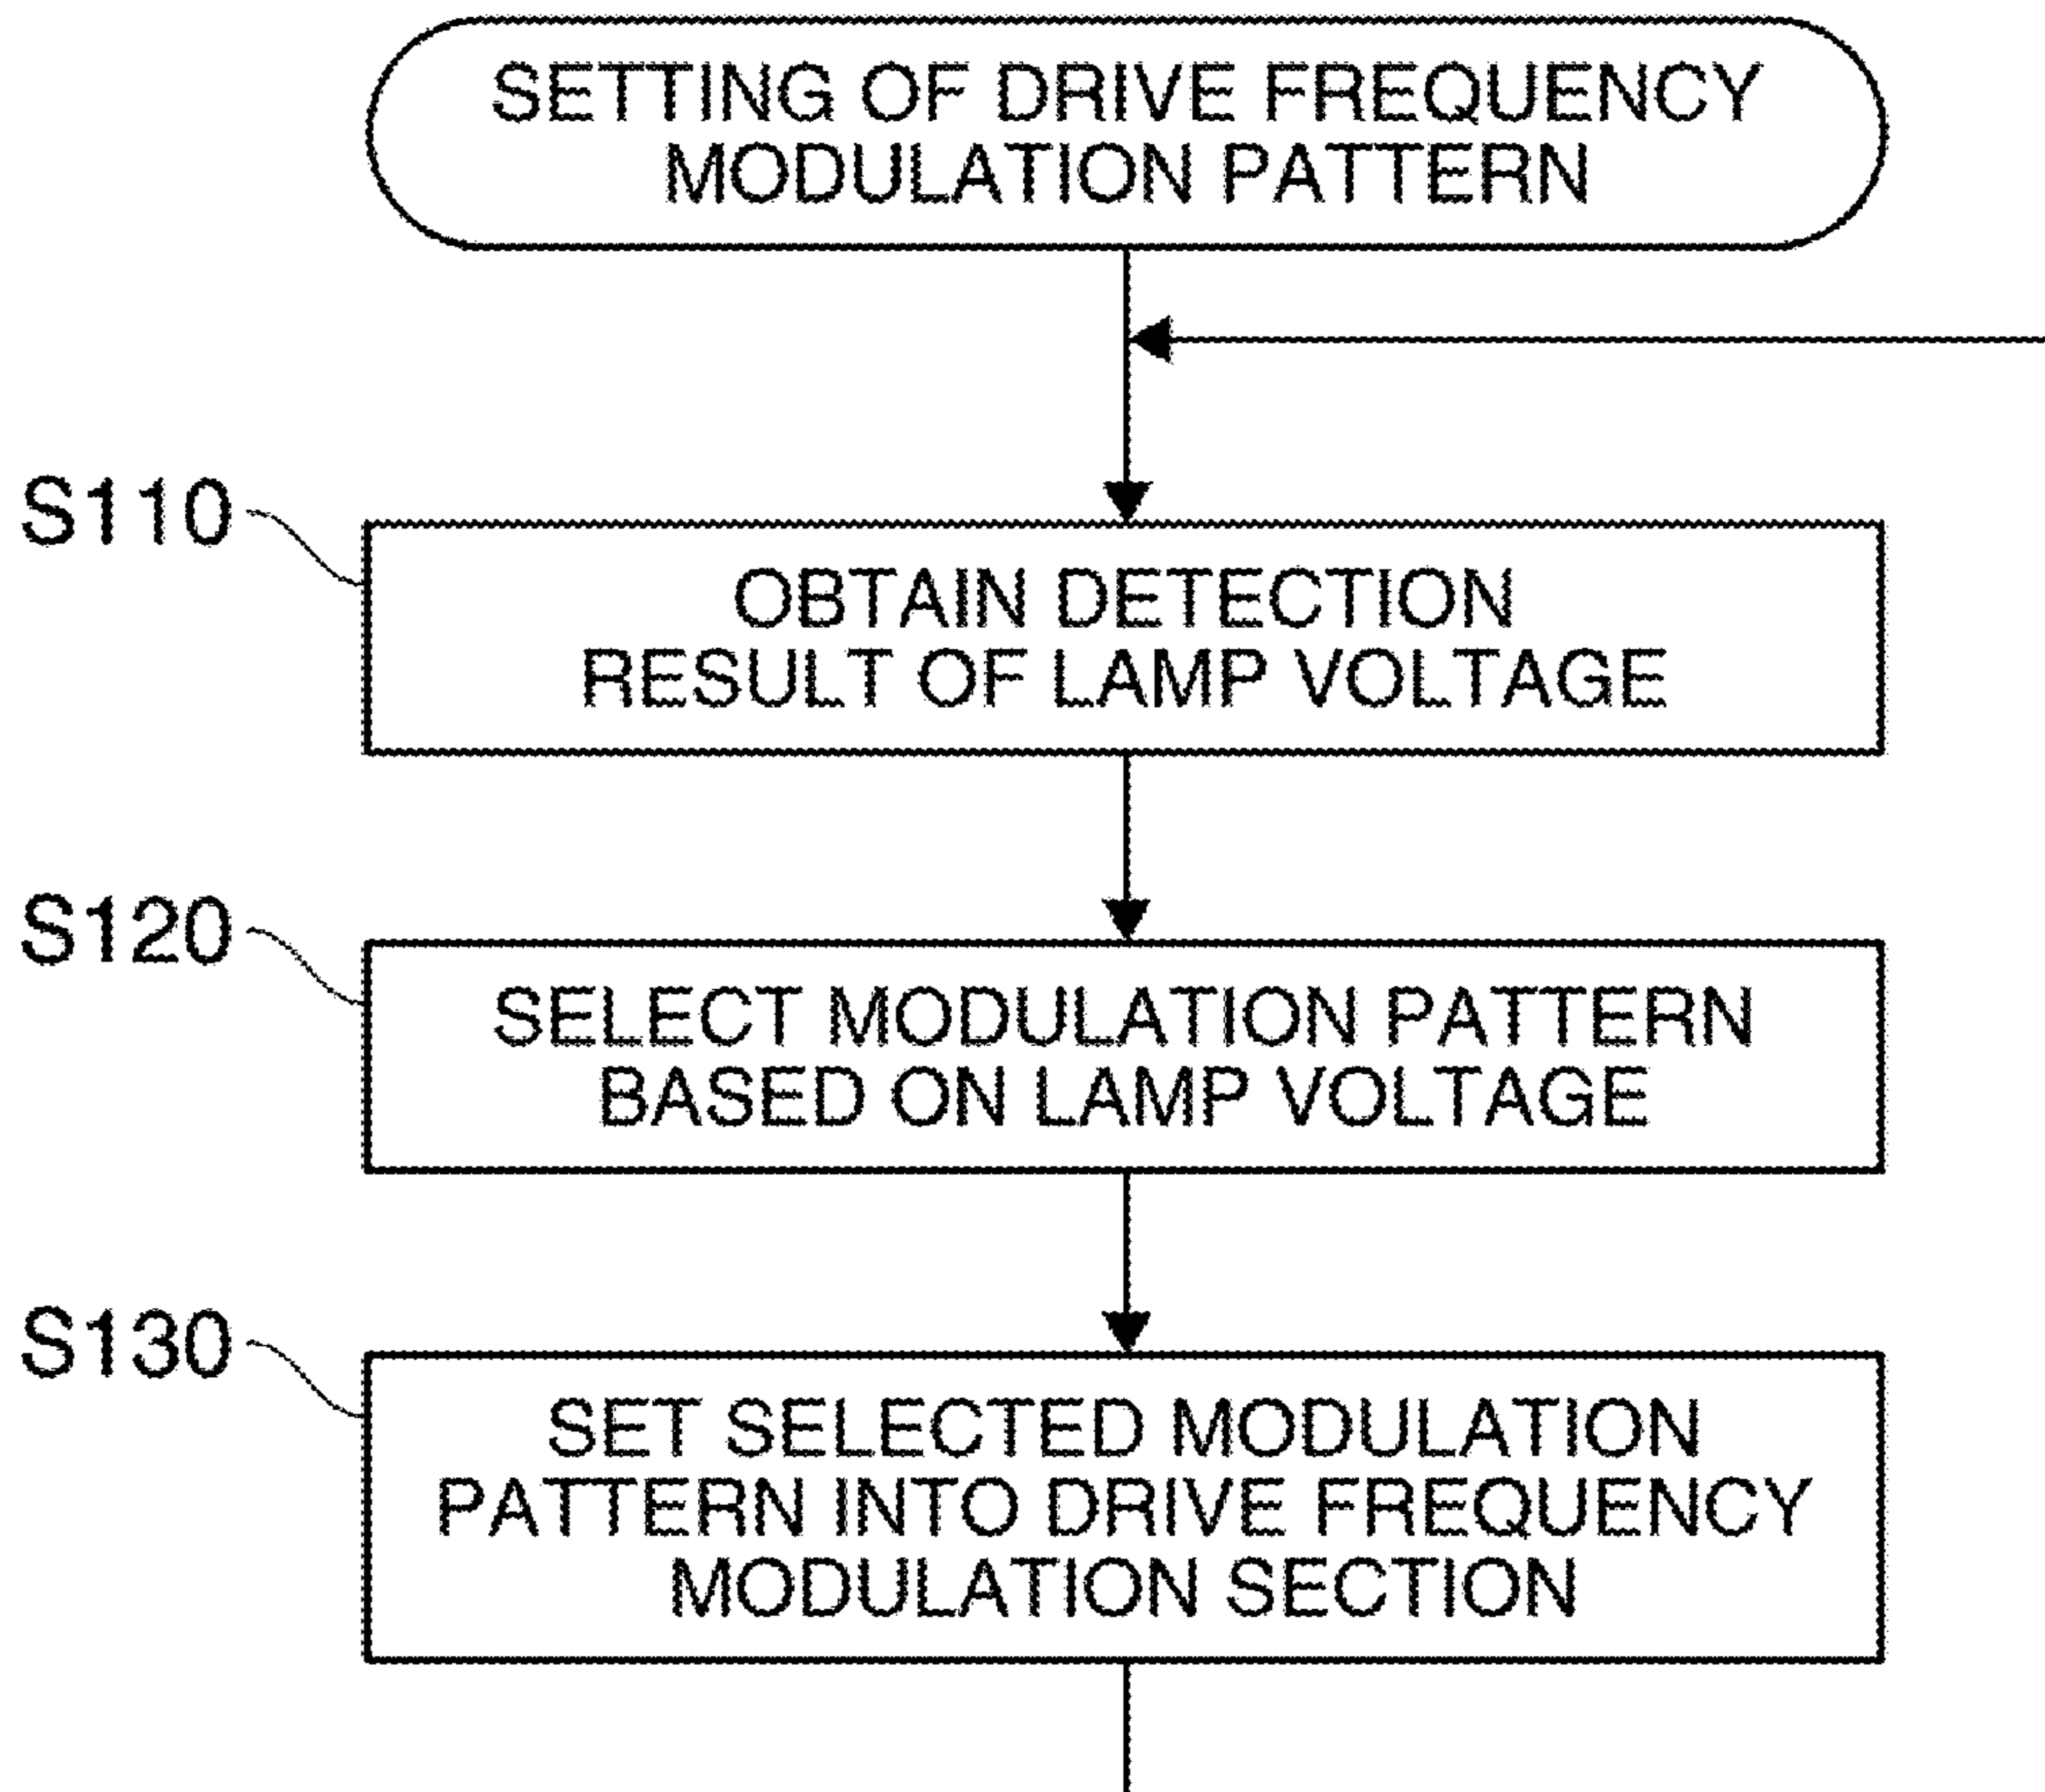 SETTING OF DRIVE FREQUENCY
MODULATION PATTERN
S110
OBTAIN DETECTION
RESULT OF LAMP VOLTAGE
S120
SELECT MODULATION PATTERN
BASED ON LAMP VOLTAGE
S130
SET SELECTED MODULATION
PATTERN INTO DRIVE FREQUENCY
MODULATION SECTION